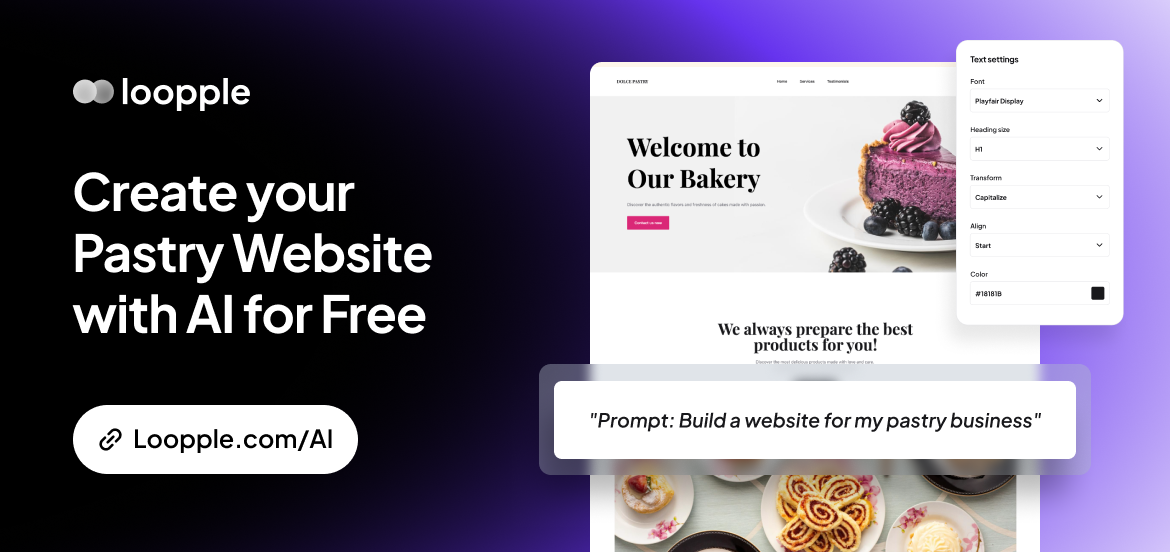 loopple
Create your
Pastry Website
with AI for Free
Loopple.com/AI
DOLCE PASTRY
Home
Services
Testimonials
Welcome to
Our Bakery
Discover the authentic flavors and freshness of cakes made with passion.
Contact us now
We always prepare the best
products for you!
Discover the most delicious products made with love and care.
"Prompt: Build a website for my pastry business"
Text settings
Font
Playfair Display
Heading size
H1
Transform
Capitalize
Align
Start
Color
#18181B